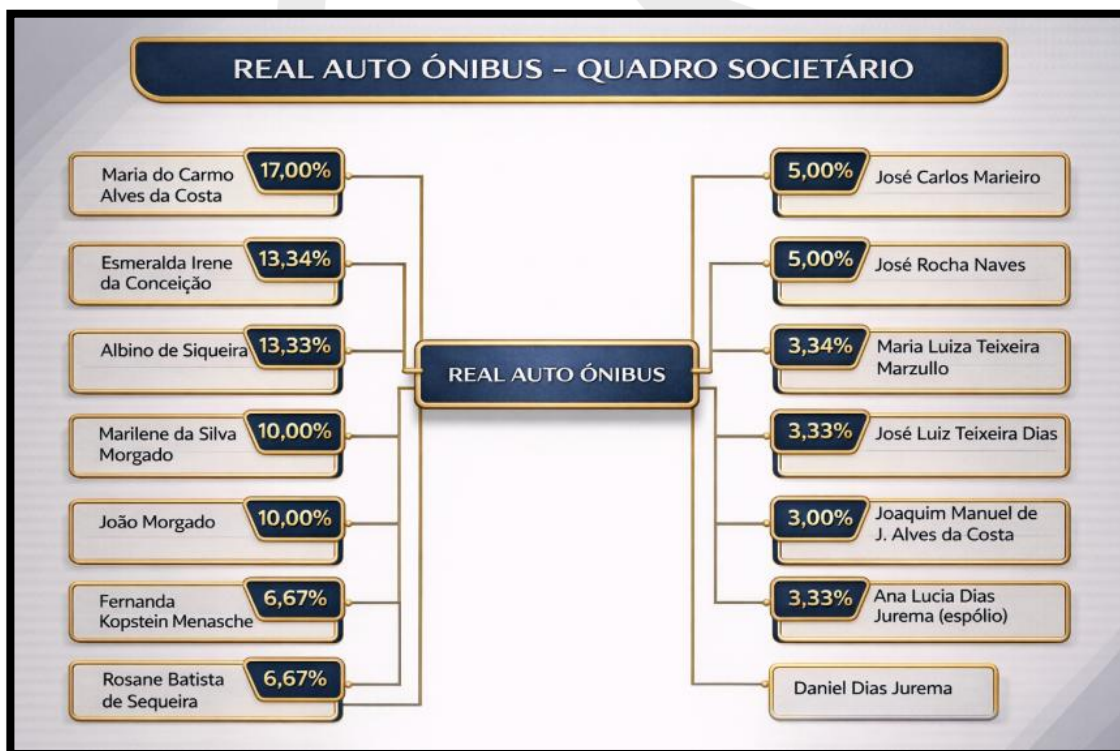 REAL AUTO ÓNIBUS – QUADRO SOCIETÁRIO
Maria do Carmo
Alves da Costa
17,00%
Esmeralda Irene
da Conceição
13,34%
Albino de Siqueira
13,33%
Marilene da Silva
Morgado
10,00%
João Morgado
10,00%
Fernanda
Kopstein Menasche
6,67%
Rosane Batista
de Sequeira
6,67%
REAL AUTO ÓNIBUS
5,00%
José Carlos Marieiro
5,00%
José Rocha Naves
3,34%
Maria Luiza Teixeira
Marzullo
3,33%
José Luiz Teixeira Dias
3,00%
Joaquim Manuel de
J. Alves da Costa
3,33%
Ana Lucia Dias
Jurema (espólio)
Daniel Dias Jurema